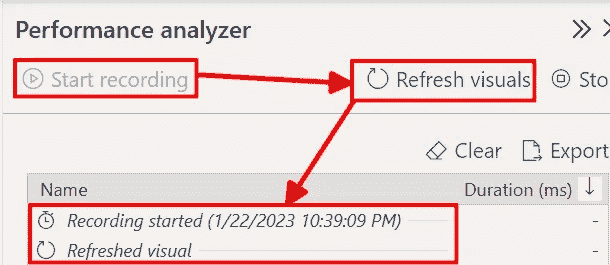 Performance analyzer
Start recording
Refresh visuals
Sto
Clear
Export
Name
Duration (ms)
Recording started (1/22/2023 10:39:09 PM)
-
Refreshed visual
-